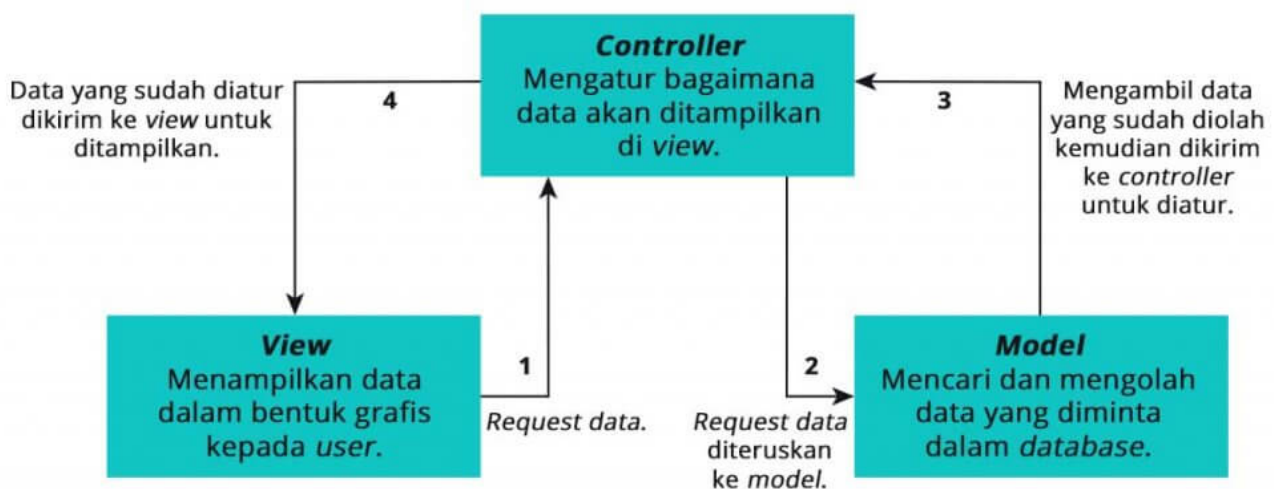 Controller
Mengatur bagaimana
data akan ditampilkan
di view.
Data yang sudah diatur
dikirim ke view untuk
ditampilkan.
4
3
Mengambil data
yang sudah diolah
kemudian dikirim
ke controller
untuk diatur.
View
Menampilkan data
dalam bentuk grafis
kepada user.
1
Request data.
2
Request data
diteruskan
ke model.
Model
Mencari dan mengolah
data yang diminta
dalam database.